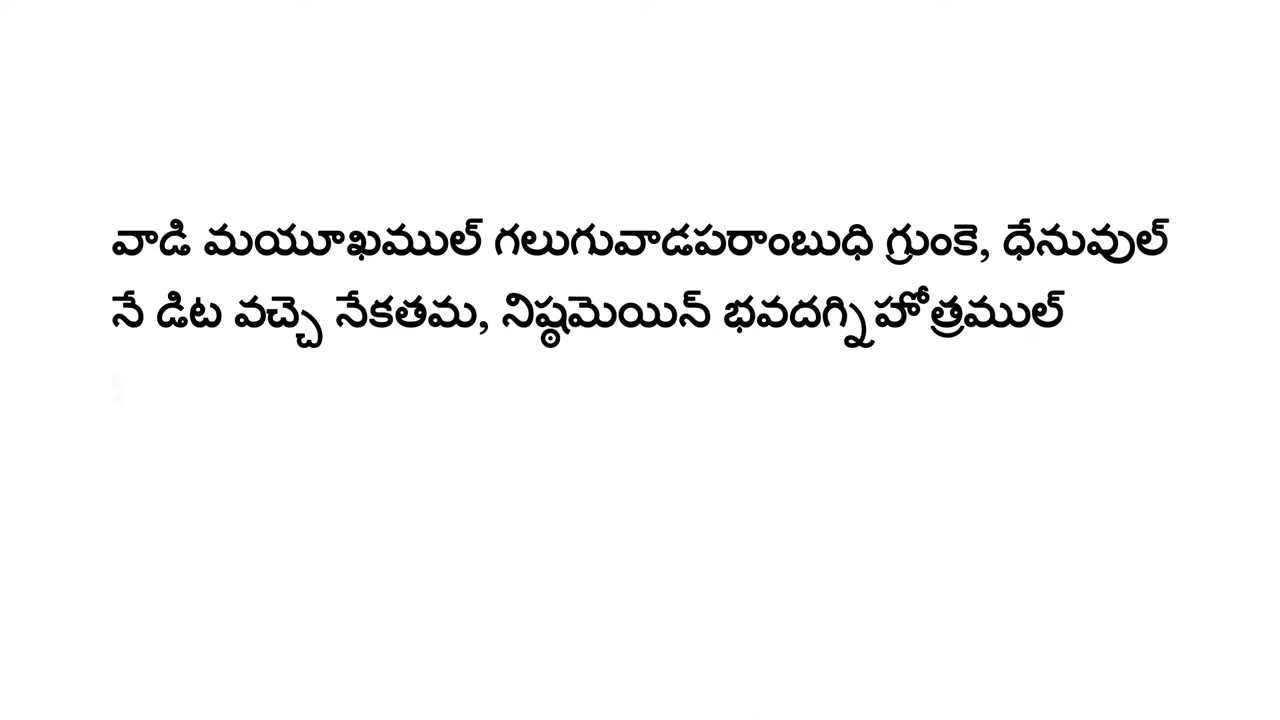 వాడి మయూఖముల్ గలుగువాడపరాంబుధి గ్రుంకె, ధేనువుల్
నే డిట వచ్చె నేకతమ, నిష్ఠమెయిన్ భవదగ్నిహోత్రముల్